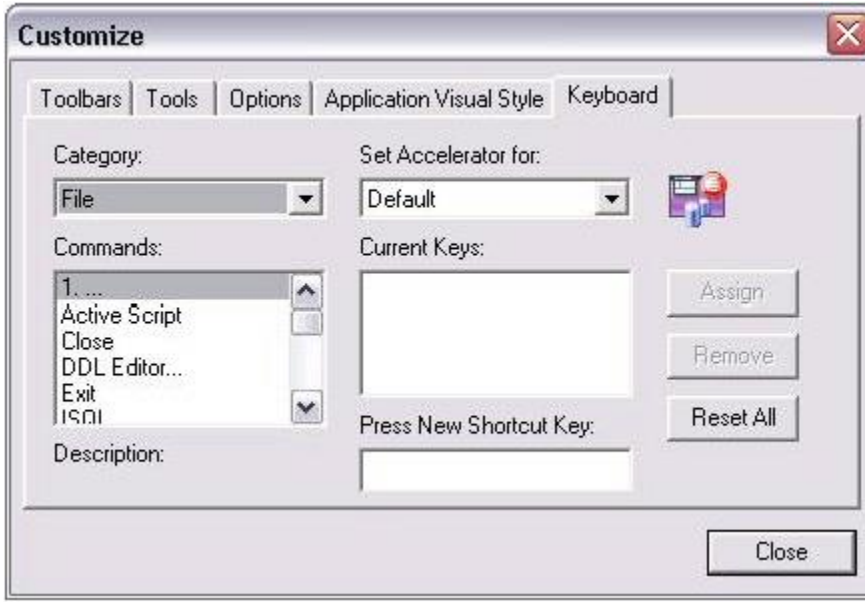 Customize
Toolbars Tools Options Application Visual Style Keyboard
Category:
File
Commands:
1. ...
Active Script
Close
DDL Editor...
Exit
ISQL
Description:
Set Accelerator for:
Default
Current Keys:
Press New Shortcut Key:
Assign
Remove
Reset All
Close